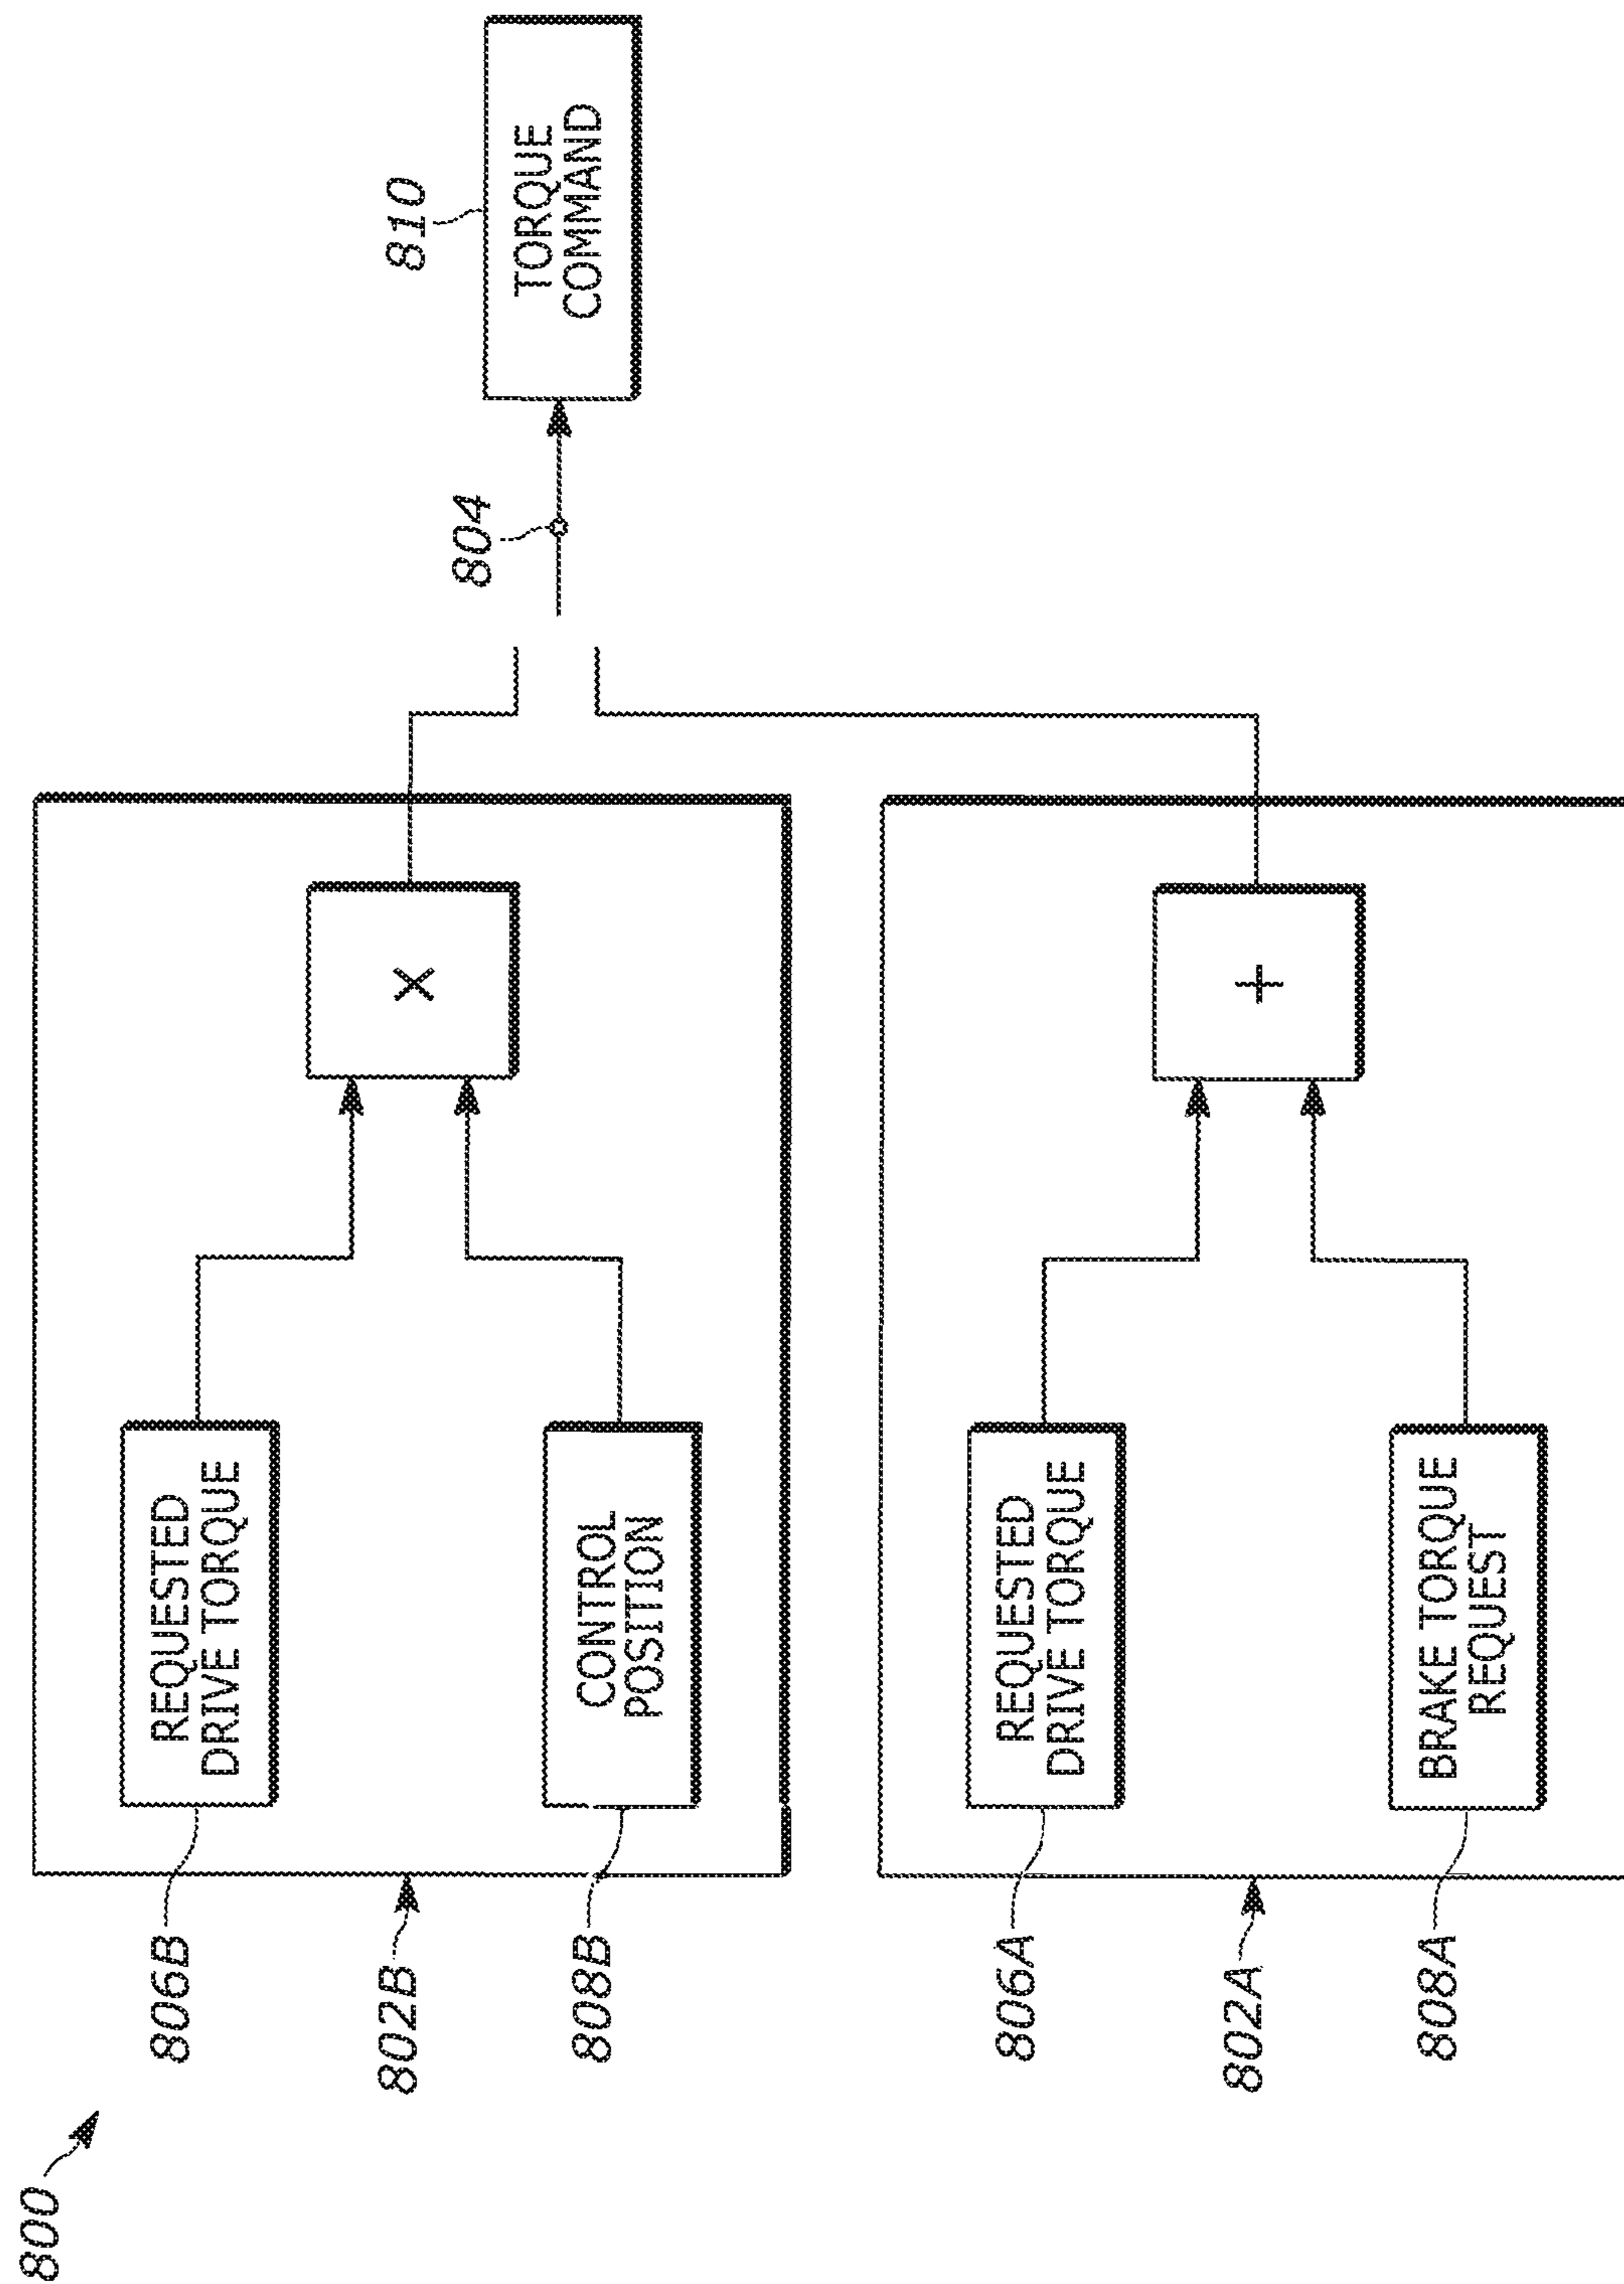 800
806B
REQUESTED
DRIVE TORQUE
802B
X
808B
CONTROL
POSITION
804
810
TORQUE
COMMAND
806A
REQUESTED
DRIVE TORQUE
802A
+
808A
BRAKE TORQUE
REQUEST